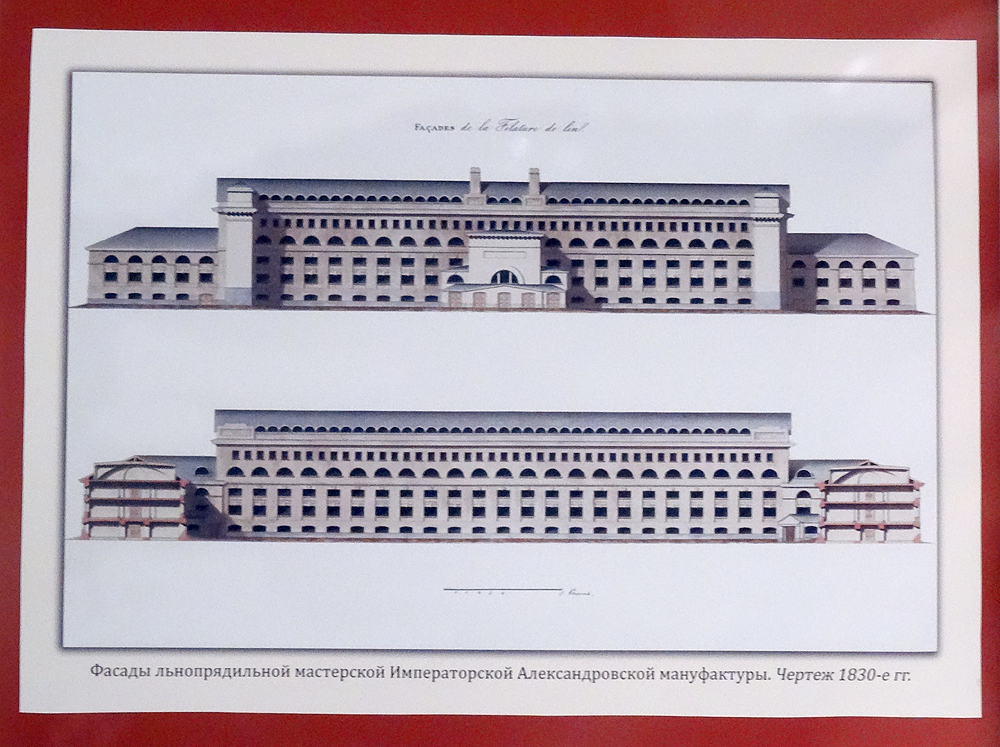 Façades de la Filature de lin.
Фасады льнопрядильной мастерской Императорской Александровской мануфактуры. Чертеж 1830-е гг.